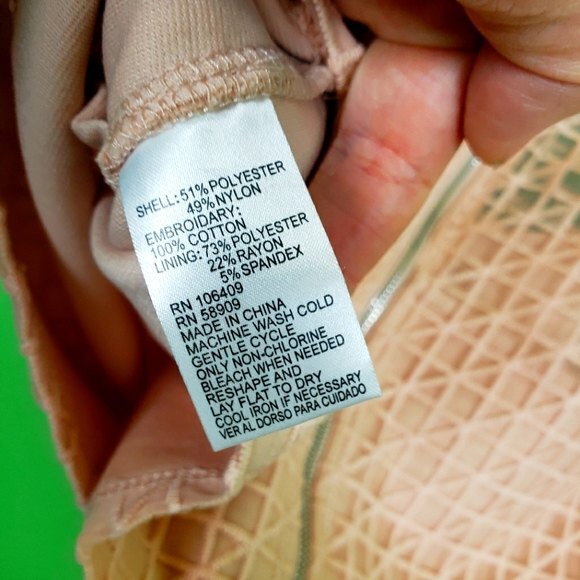 SHELL: 51% POLYESTER
49% NYLON
EMBROIDARY:
100% COTTON
LINING: 73% POLYESTER
22% RAYON
5% SPANDEX
RN 106409
RN 58909
MADE IN CHINA
MACHINE WASH COLD
GENTLE CYCLE
ONLY NON-CHLORINE
BLEACH WHEN NEEDED
RESHAPE AND
LAY FLAT TO DRY
COOL IRON IF NECESSARY
VER AL DORSO PARA CUIDADO